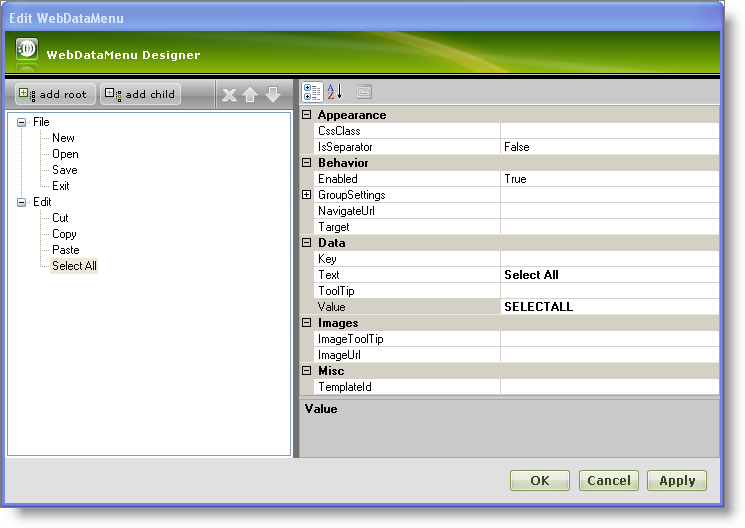 Edit WebDataMenu
WebDataMenu Designer
add root add child
File
New
Open
Save
Exit
Edit
Cut
Copy
Paste
Select All
A
Z
Appearance
CssClass
IsSeparator False
Behavior
Enabled True
GroupSettings
NavigateUrl
Target
Data
Key
Text Select All
ToolTip
Value SELECTALL
Images
ImageToolTip
ImageUrl
Misc
TemplateId
Value
OK Cancel Apply